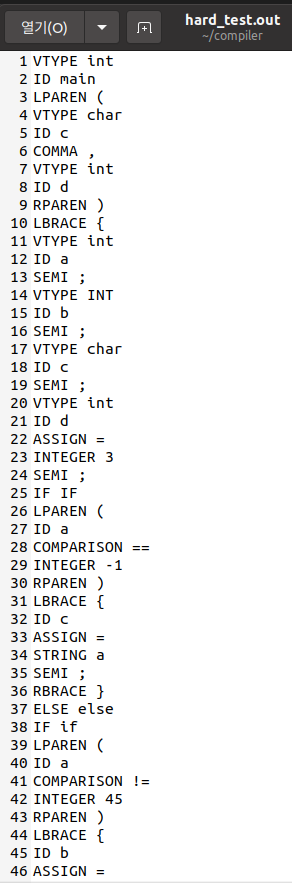 열기(O)
hard_test.out
~/compiler
1 VTYPE int
2 ID main
3 LPAREN (
4 VTYPE char
5 ID c
6 COMMA ,
7 VTYPE int
8 ID d
9 RPAREN )
10 LBRACE {
11 VTYPE int
12 ID a
13 SEMI ;
14 VTYPE INT
15 ID b
16 SEMI ;
17 VTYPE char
18 ID c
19 SEMI ;
20 VTYPE int
21 ID d
22 ASSIGN =
23 INTEGER 3
24 SEMI ;
25 IF IF
26 LPAREN (
27 ID a
28 COMPARISON ==
29 INTEGER -1
30 RPAREN )
31 LBRACE {
32 ID c
33 ASSIGN =
34 STRING a
35 SEMI ;
36 RBRACE }
37 ELSE else
38 IF if
39 LPAREN (
40 ID a
41 COMPARISON !=
42 INTEGER 45
43 RPAREN )
44 LBRACE {
45 ID b
46 ASSIGN =